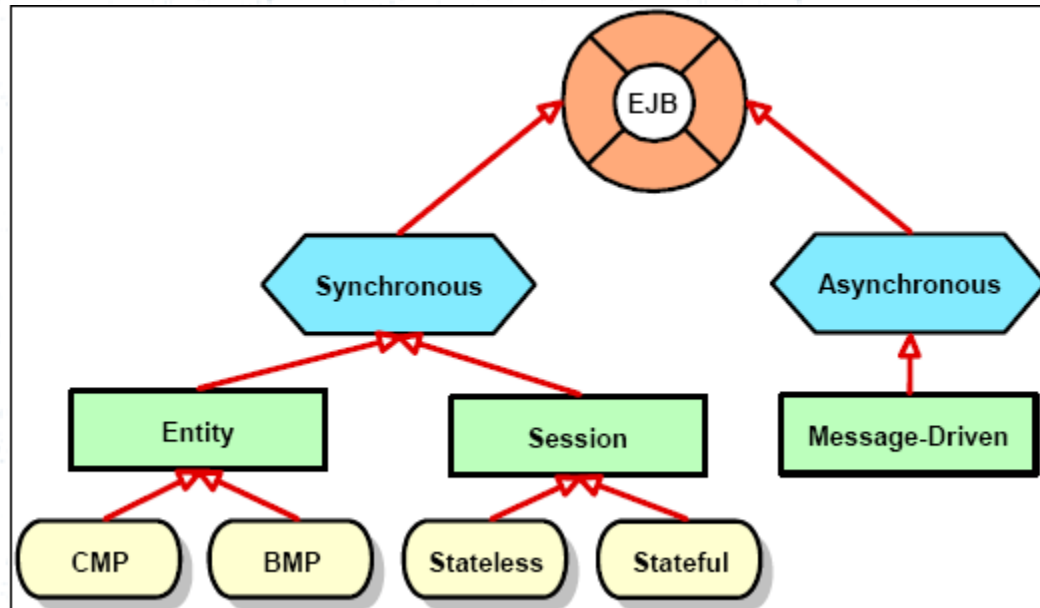 EJB
Synchronous
Asynchronous
Entity
Session
Message-Driven
CMP
BMP
Stateless
Stateful